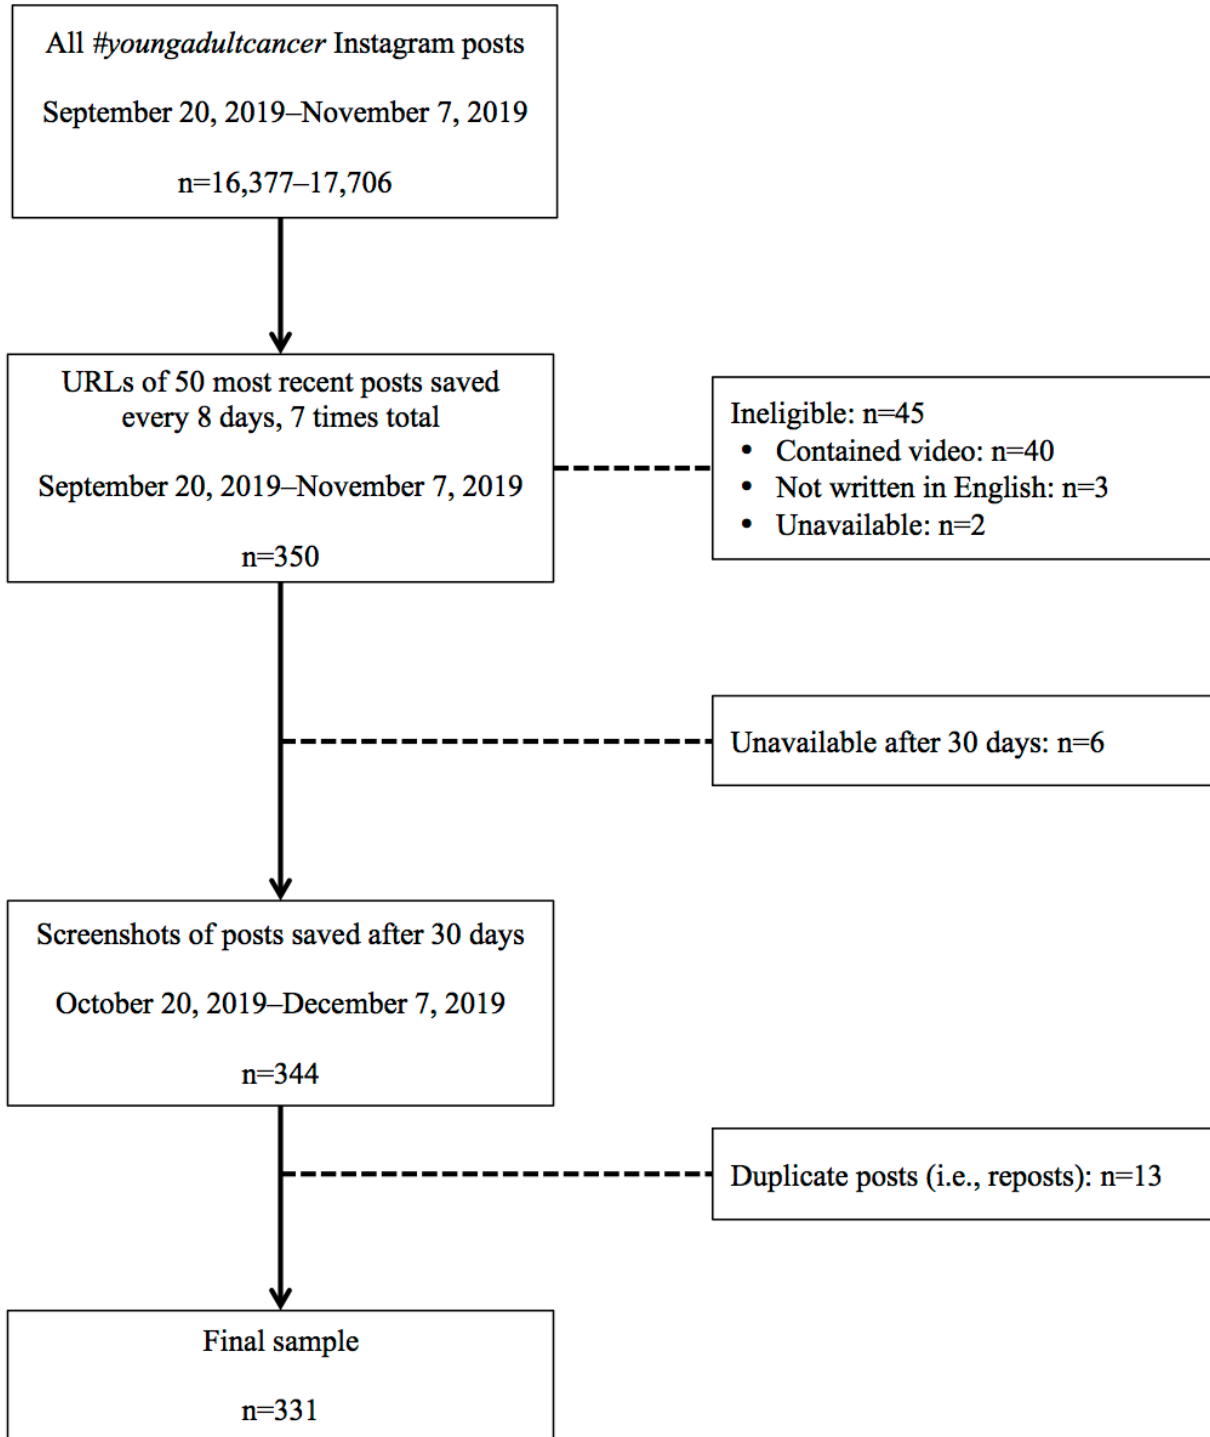 All #youngadultcancer Instagram posts
September 20, 2019–November 7, 2019
n=16,377–17,706
URLs of 50 most recent posts saved
every 8 days, 7 times total
September 20, 2019–November 7, 2019
n=350
Ineligible: n=45
• Contained video: n=40
• Not written in English: n=3
• Unavailable: n=2
Unavailable after 30 days: n=6
Screenshots of posts saved after 30 days
October 20, 2019–December 7, 2019
n=344
Duplicate posts (i.e., reposts): n=13
Final sample
n=331